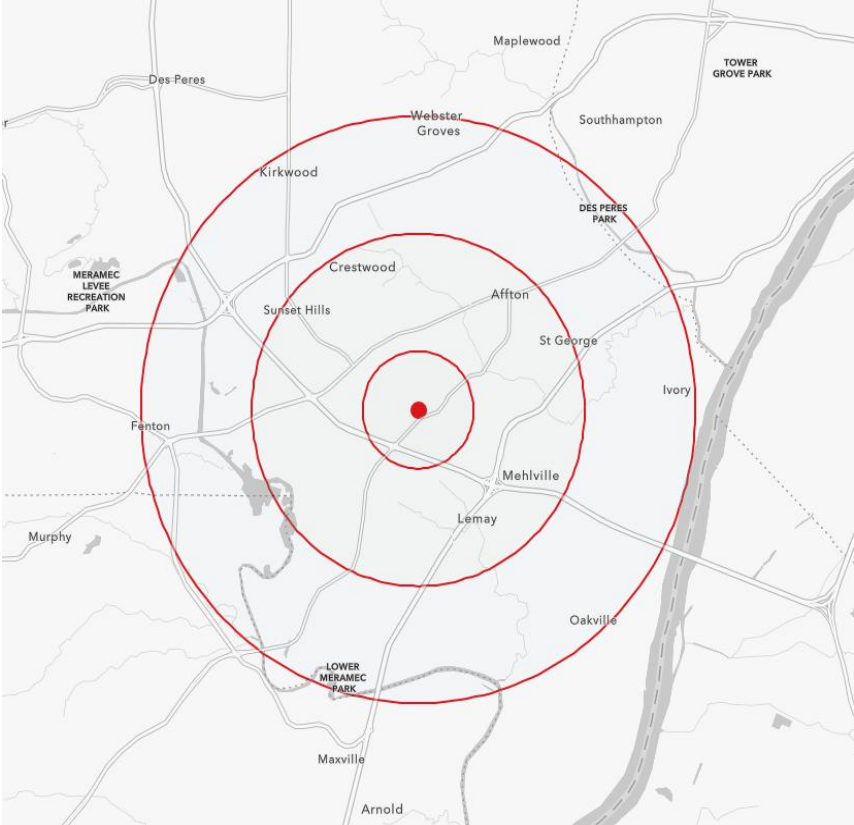 Maplewood
TOWER
GROVE PARK
Des Peres
Webster
Groves
Southhampton
r
Kirkwood
DES PERES
PARK
Crestwood
MERAMEC
LEVEE
RECREATION
PARK
Affton
Sunset Hills
St George
Ivory
Fenton
Mehlville
Lemay
Murphy
Oakville
LOWER
MERAMEC
PARK
Maxville
Arnold